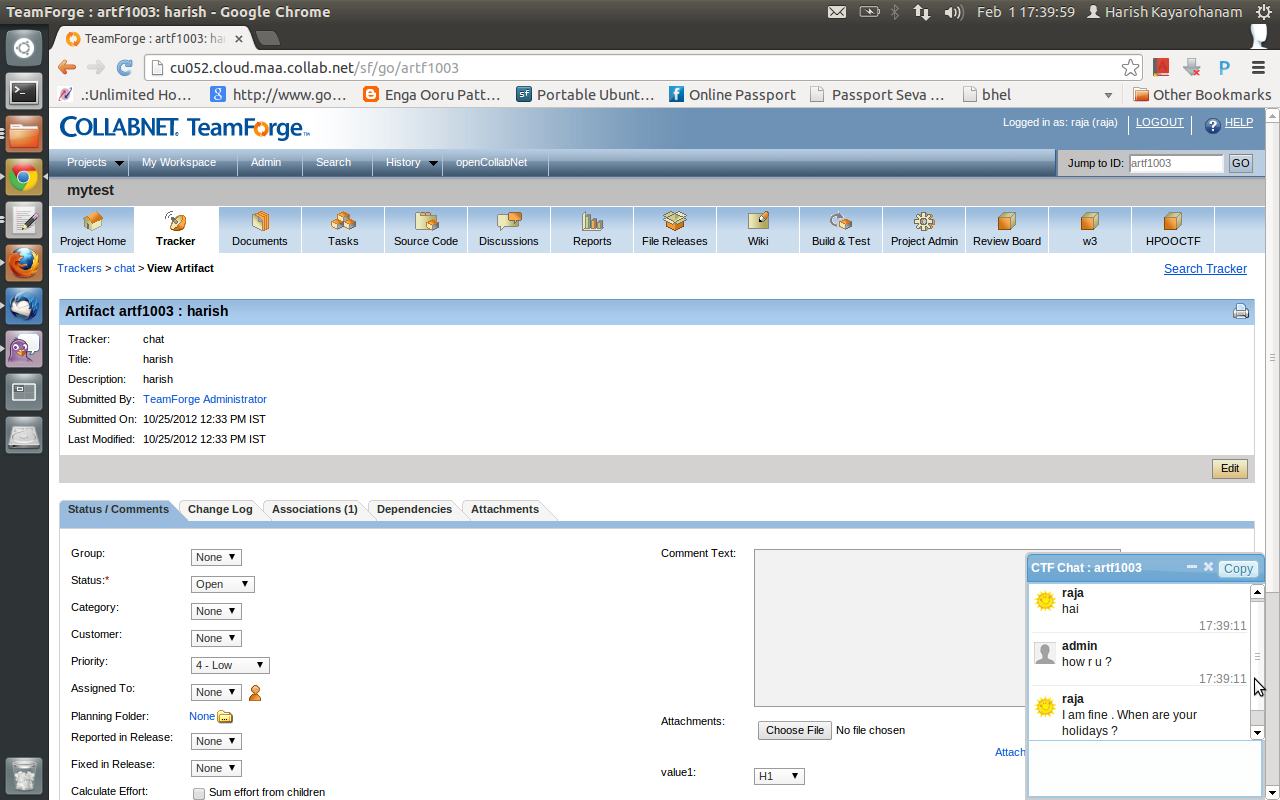 TeamForge : artf1003: harish - Google Chrome
Feb 1 17:39:59
Harish Kayarohanam
TeamForge : artf1003: ha
cu052.cloud.maa.collab.net/sf/go/artf1003
.:Unlimited Ho...
http://www.go...
Enga Ooru Patt...
Portable Ubunt...
Online Passport
Passport Seva ...
bhel
Other Bookmarks
COLLABNET. TeamForge™
Logged in as: raja (raja)
LOGOUT
HELP
Projects
My Workspace
Admin
Search
History
openCollabNet
Jump to ID:
artf1003
GO
mytest
Project Home
Tracker
Documents
Tasks
Source Code
Discussions
Reports
File Releases
Wiki
Build & Test
Project Admin
Review Board
w3
HPOOCTF
Trackers > chat > View Artifact
Search Tracker
Artifact artf1003 : harish
Tracker: chat
Title: harish
Description: harish
Submitted By: TeamForge Administrator
Submitted On: 10/25/2012 12:33 PM IST
Last Modified: 10/25/2012 12:33 PM IST
Edit
Status / Comments
Change Log
Associations (1)
Dependencies
Attachments
Group: None
Status:* Open
Category: None
Customer: None
Priority: 4 - Low
Assigned To: None
Planning Folder: None
Reported in Release: None
Fixed in Release: None
Calculate Effort: Sum effort from children
Comment Text:
Attachments: Choose File No file chosen
Attach
value1: H1
CTF Chat : artf1003
Copy
raja
hai
17:39:11
admin
how r u ?
17:39:11
raja
I am fine . When are your
holidays ?